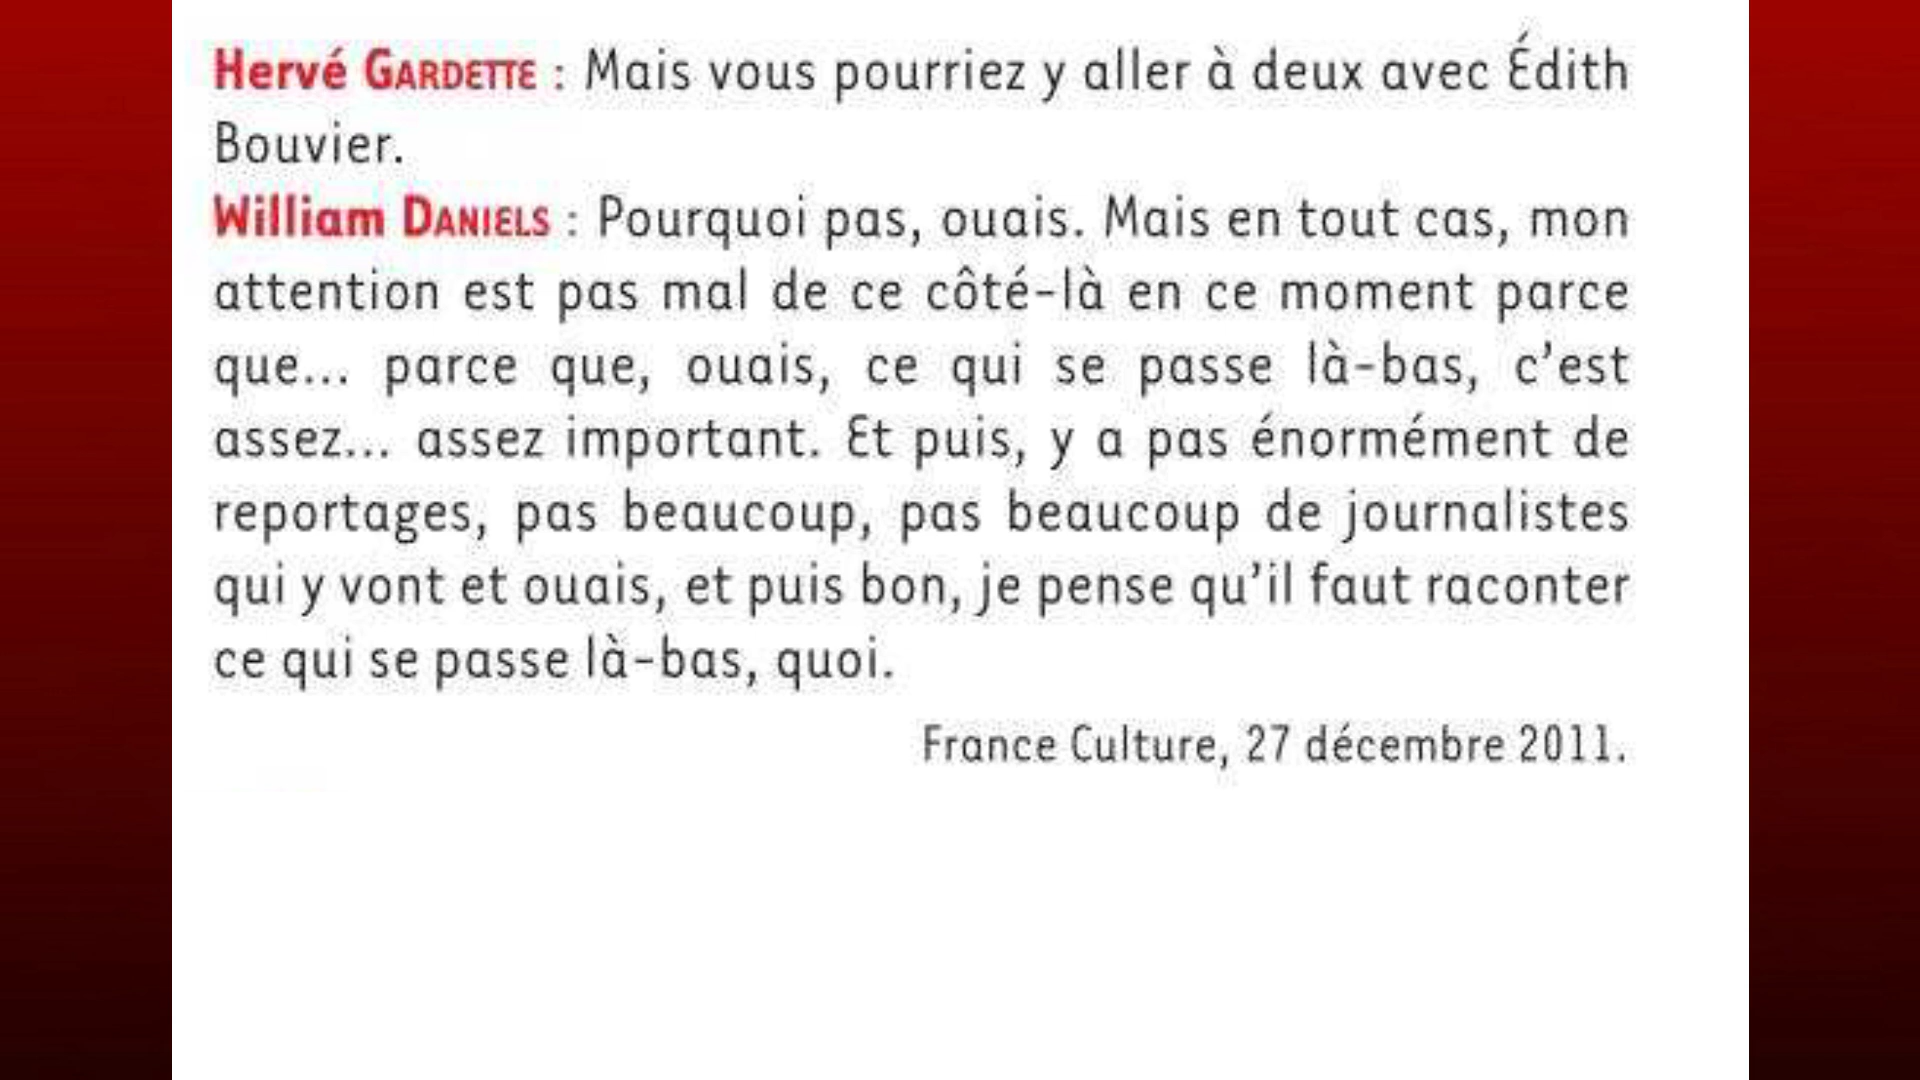 Hervé GARDETTE : Mais vous pourriez y aller à deux avec Édith
Bouvier.
William DANIELS : Pourquoi pas, ouais. Mais en tout cas, mon
attention est pas mal de ce côté-là en ce moment parce
que... parce que, ouais, ce qui se passe là-bas, c’est
assez... assez important. Et puis, y a pas énormément de
reportages, pas beaucoup, pas beaucoup de journalistes
qui y vont et ouais, et puis bon, je pense qu’il faut raconter
ce qui se passe là-bas, quoi.
France Culture, 27 décembre 2011.